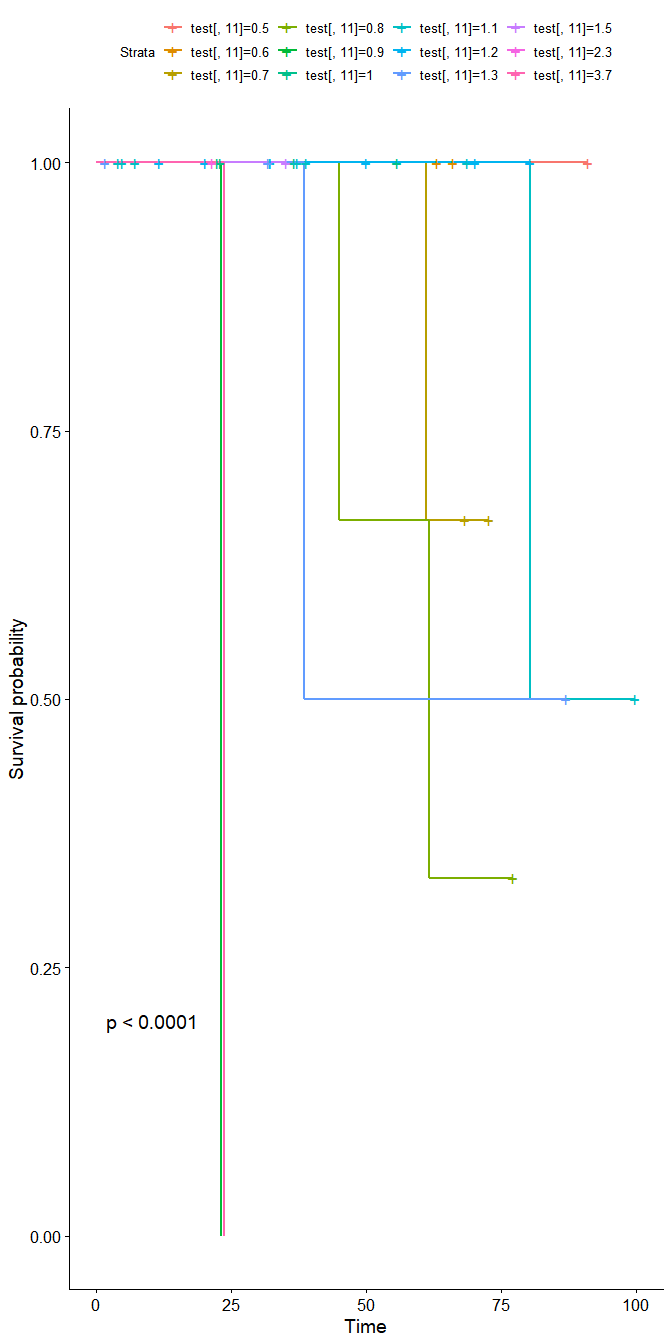 test[, 11]=0.5 test[, 11]=0.8 test[, 11]=1.1 test[, 11]=1.5
Strata test[, 11]=0.6 test[, 11]=0.9 test[, 11]=1.2 test[, 11]=2.3
test[, 11]=0.7 test[, 11]=1 test[, 11]=1.3 test[, 11]=3.7
1.00
0.75
0.50
0.25
0.00
Survival probability
p < 0.0001
0 25 50 75 100
Time